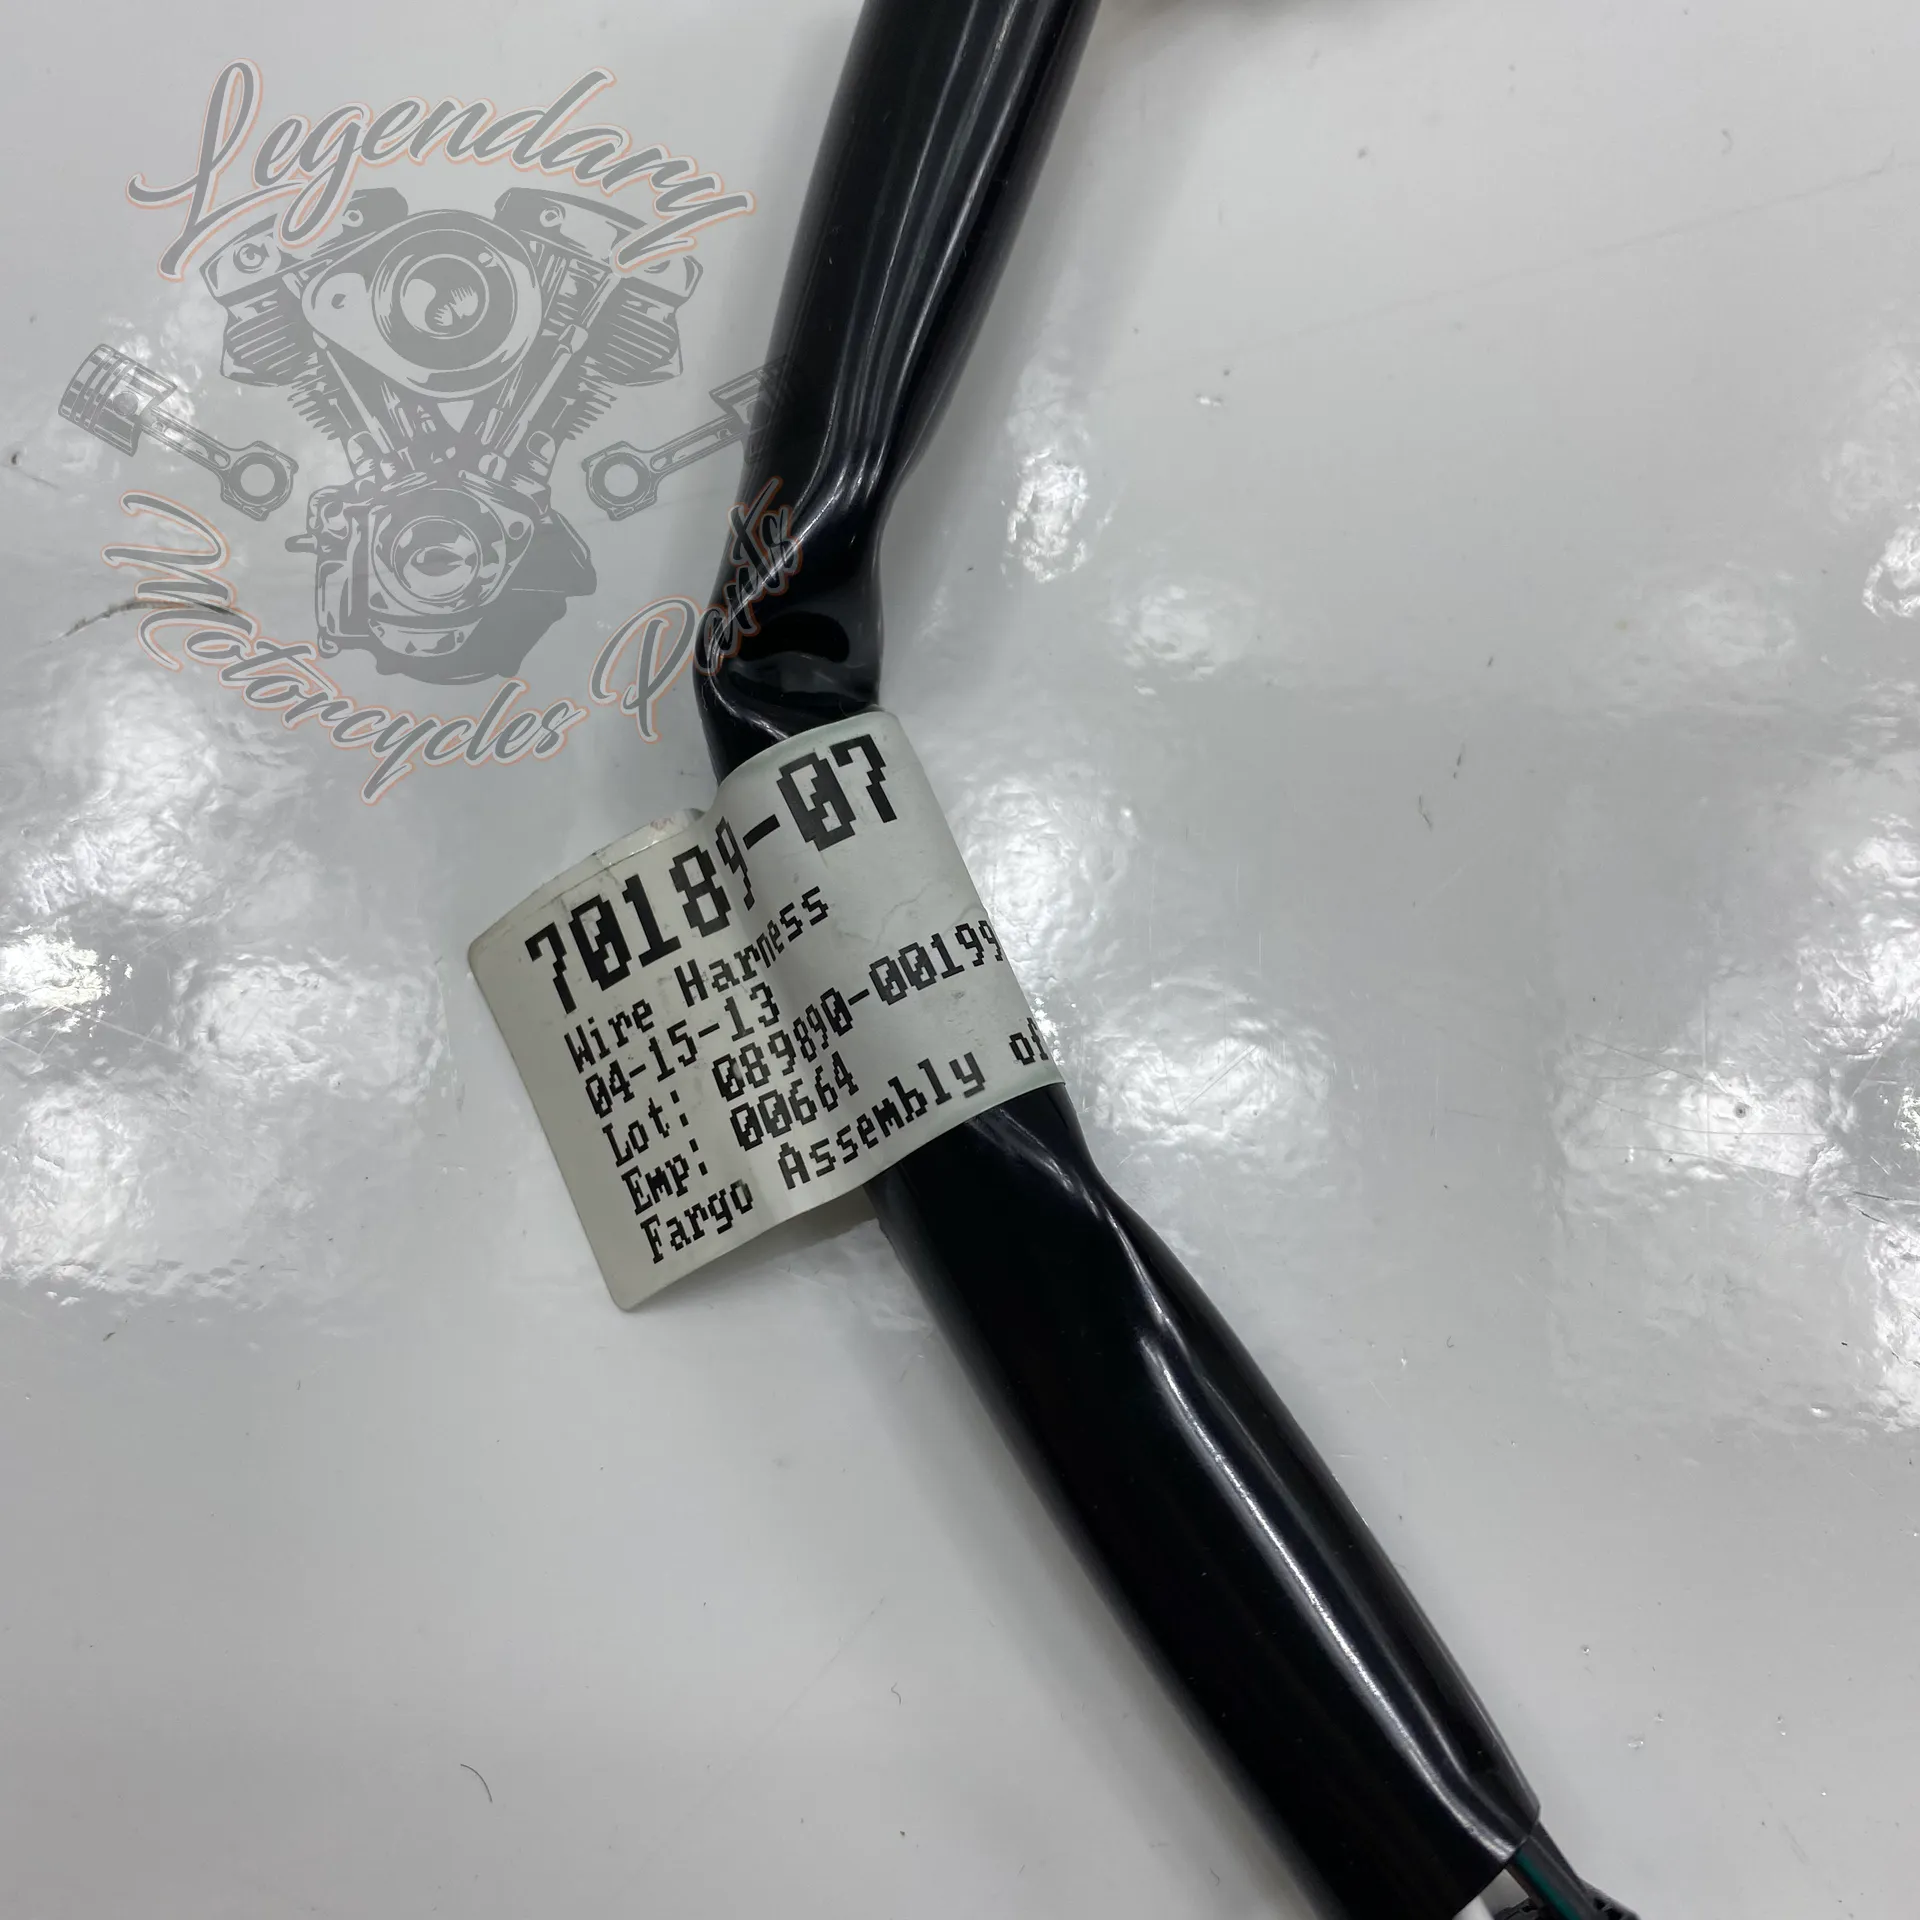 Legendary
Motorcycles Parts
70189-07
Wire Harness
04-15-13
Lot: 089890-00199
Emp: 00664
Fargo Assembly of